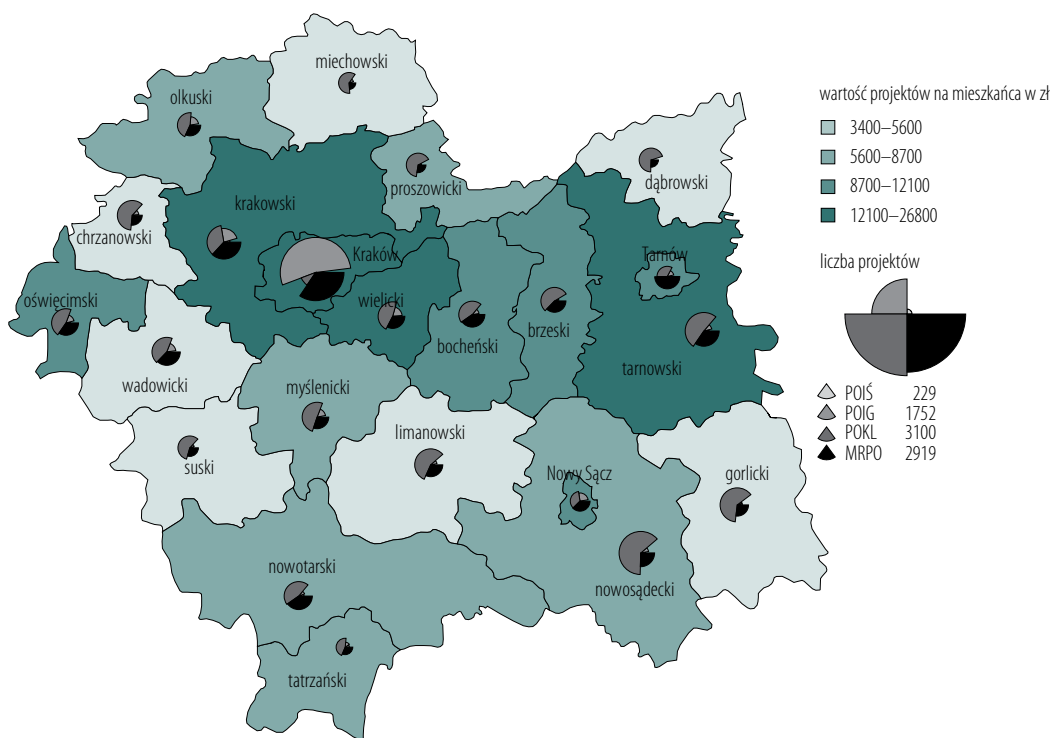 miechowski
olkuski
proszowicki
dąbrowski
krakowski
chrzanowski
Kraków
Tarnów
oświęcimski
wielicki
bocheński
brzeski
tarnowski
wadowicki
myślenicki
limanowski
suski
Nowy Sącz
gorlicki
nowotarski
nowosądecki
tatrzański
wartość projektów na mieszkańca w zł
3400–5600
5600–8700
8700–12100
12100–26800
liczba projektów
POIŚ 229
POIG 1752
POKL 3100
MRPO 2919